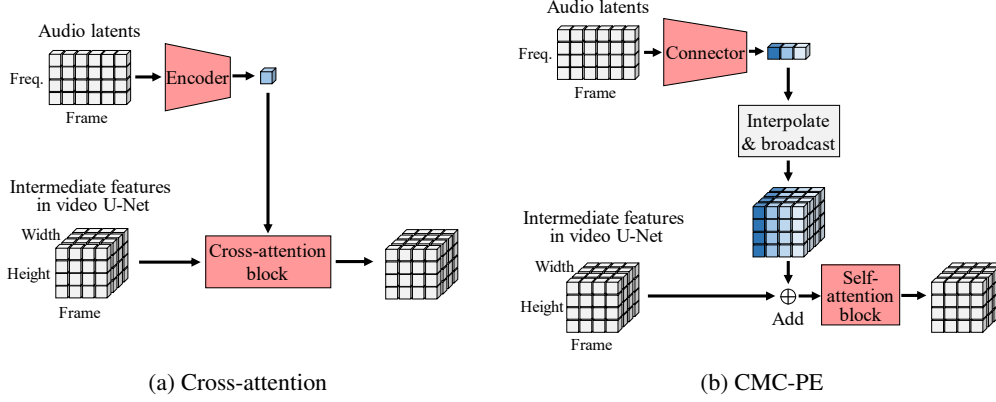 Audio latents
Freq.
Encoder
Frame
Intermediate features
in video U-Net
Width
Height
Cross-attention
block
Frame
(a) Cross-attention
Audio latents
Freq.
Connector
Frame
Interpolate
& broadcast
Intermediate features
in video U-Net
Width
Height
Add
Self-
attention
block
Frame
(b) CMC-PE